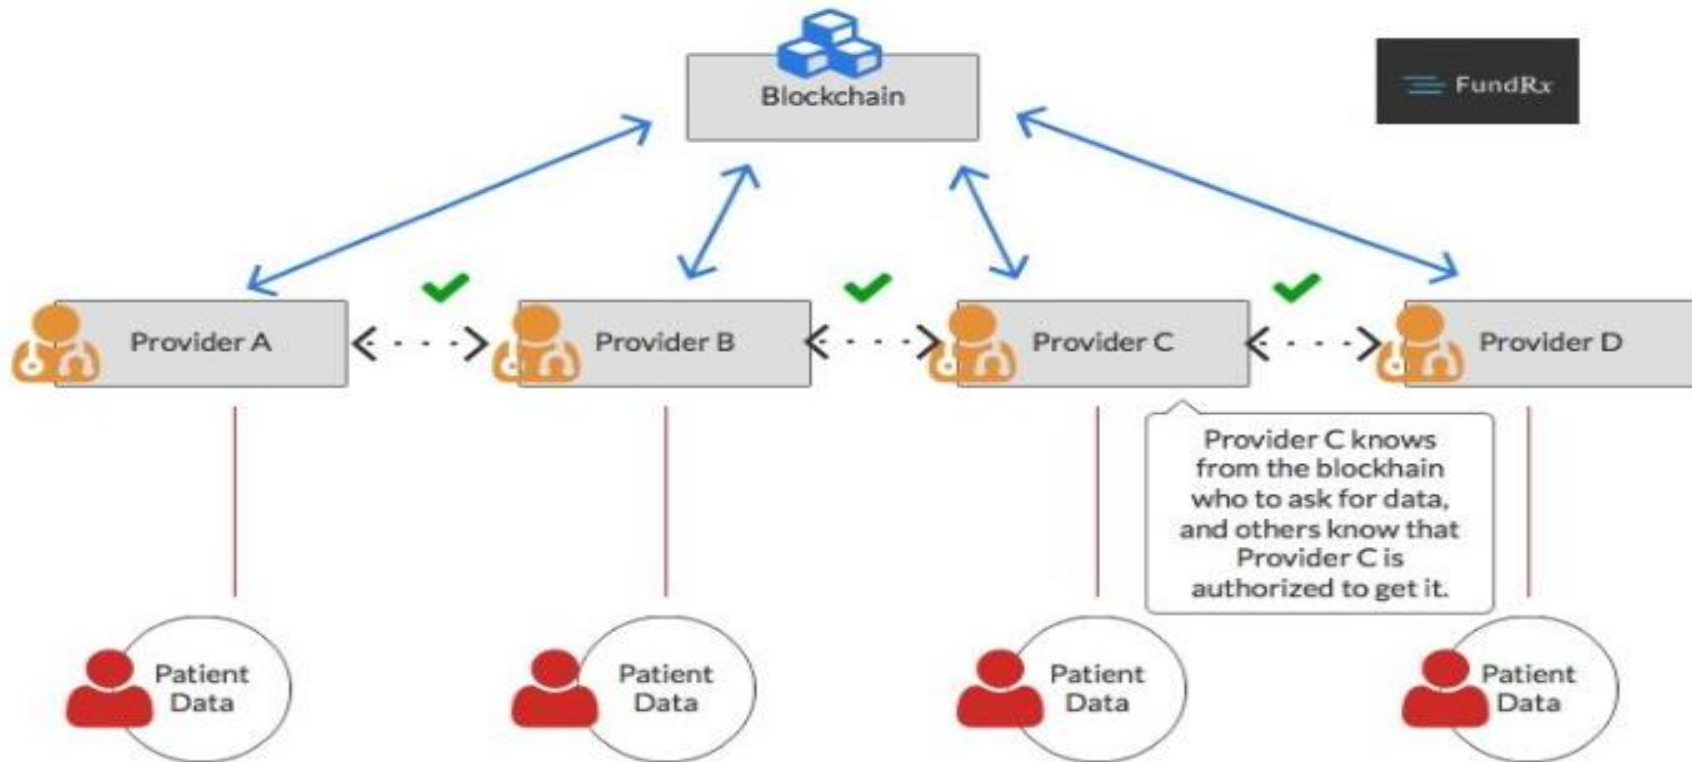 Blockchain
FundRx
Provider A
Provider B
Provider C
Provider D
Provider C knows
from the blockhain
who to ask for data,
and others know that
Provider C is
authorized to get it.
Patient
Data
Patient
Data
Patient
Data
Patient
Data